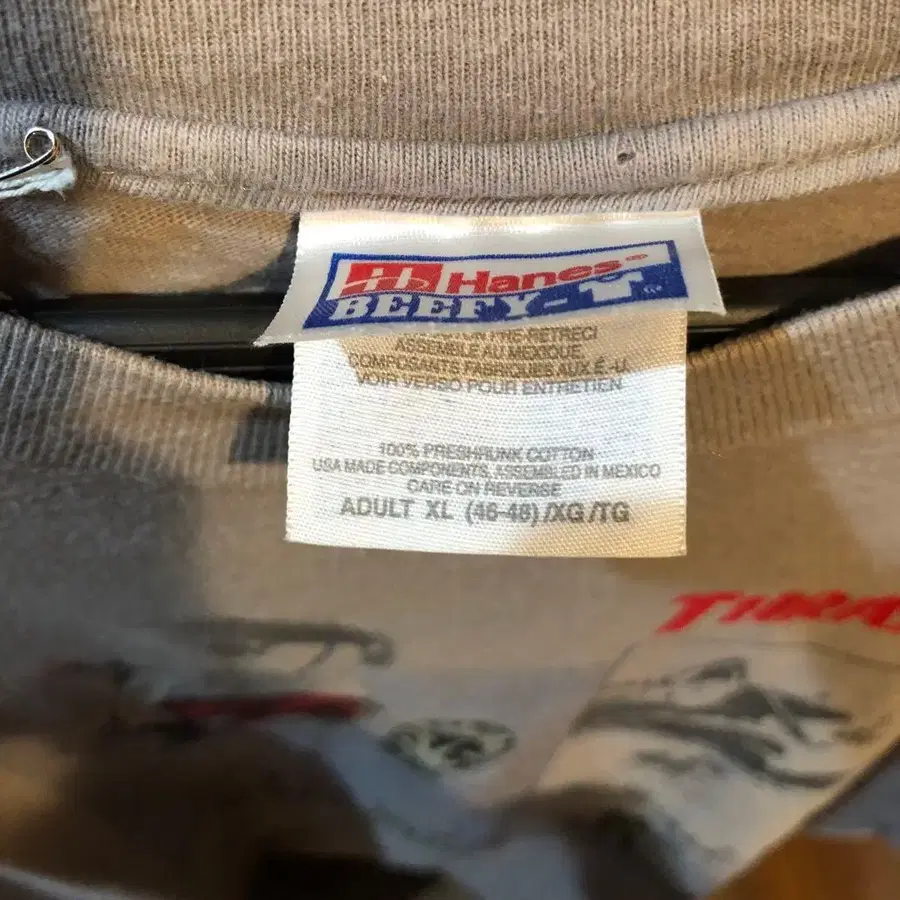 Hanes
BEEFY-T
PRE-RETRECI
ASSEMBLÉ AU MEXIQUE,
COMPOSANTS FABRIQUES AUX É.-U.
VOIR VERSO POUR ENTRETIEN
100% PRESHRUNK COTTON
USA MADE COMPONENTS, ASSEMBLED IN MEXICO
CARE ON REVERSE
ADULT XL (46-48)/XG/TG